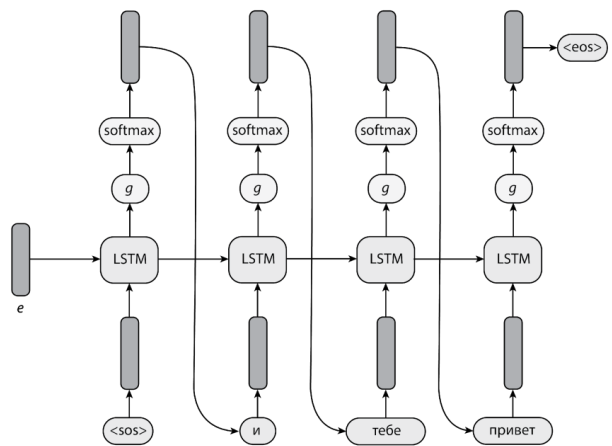 <eos>
softmax softmax softmax softmax
g g g g
LSTM LSTM LSTM LSTM
e
<sos> и тебе привет